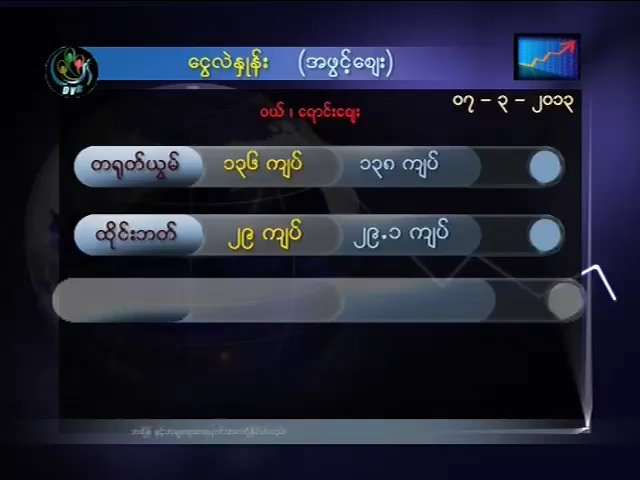 ငွေလဲနှုန်း (အဖွင့်ဈေး)
၀၇ – ၃ – ၂၀၁၃
ဝယ် ၊ ရောင်းဈေး
တရုတ်ယွမ် ၁၃၆ ကျပ် ၁၃၈ ကျပ်
ထိုင်းဘတ် ၂၉ ကျပ် ၂၉.၁ ကျပ်